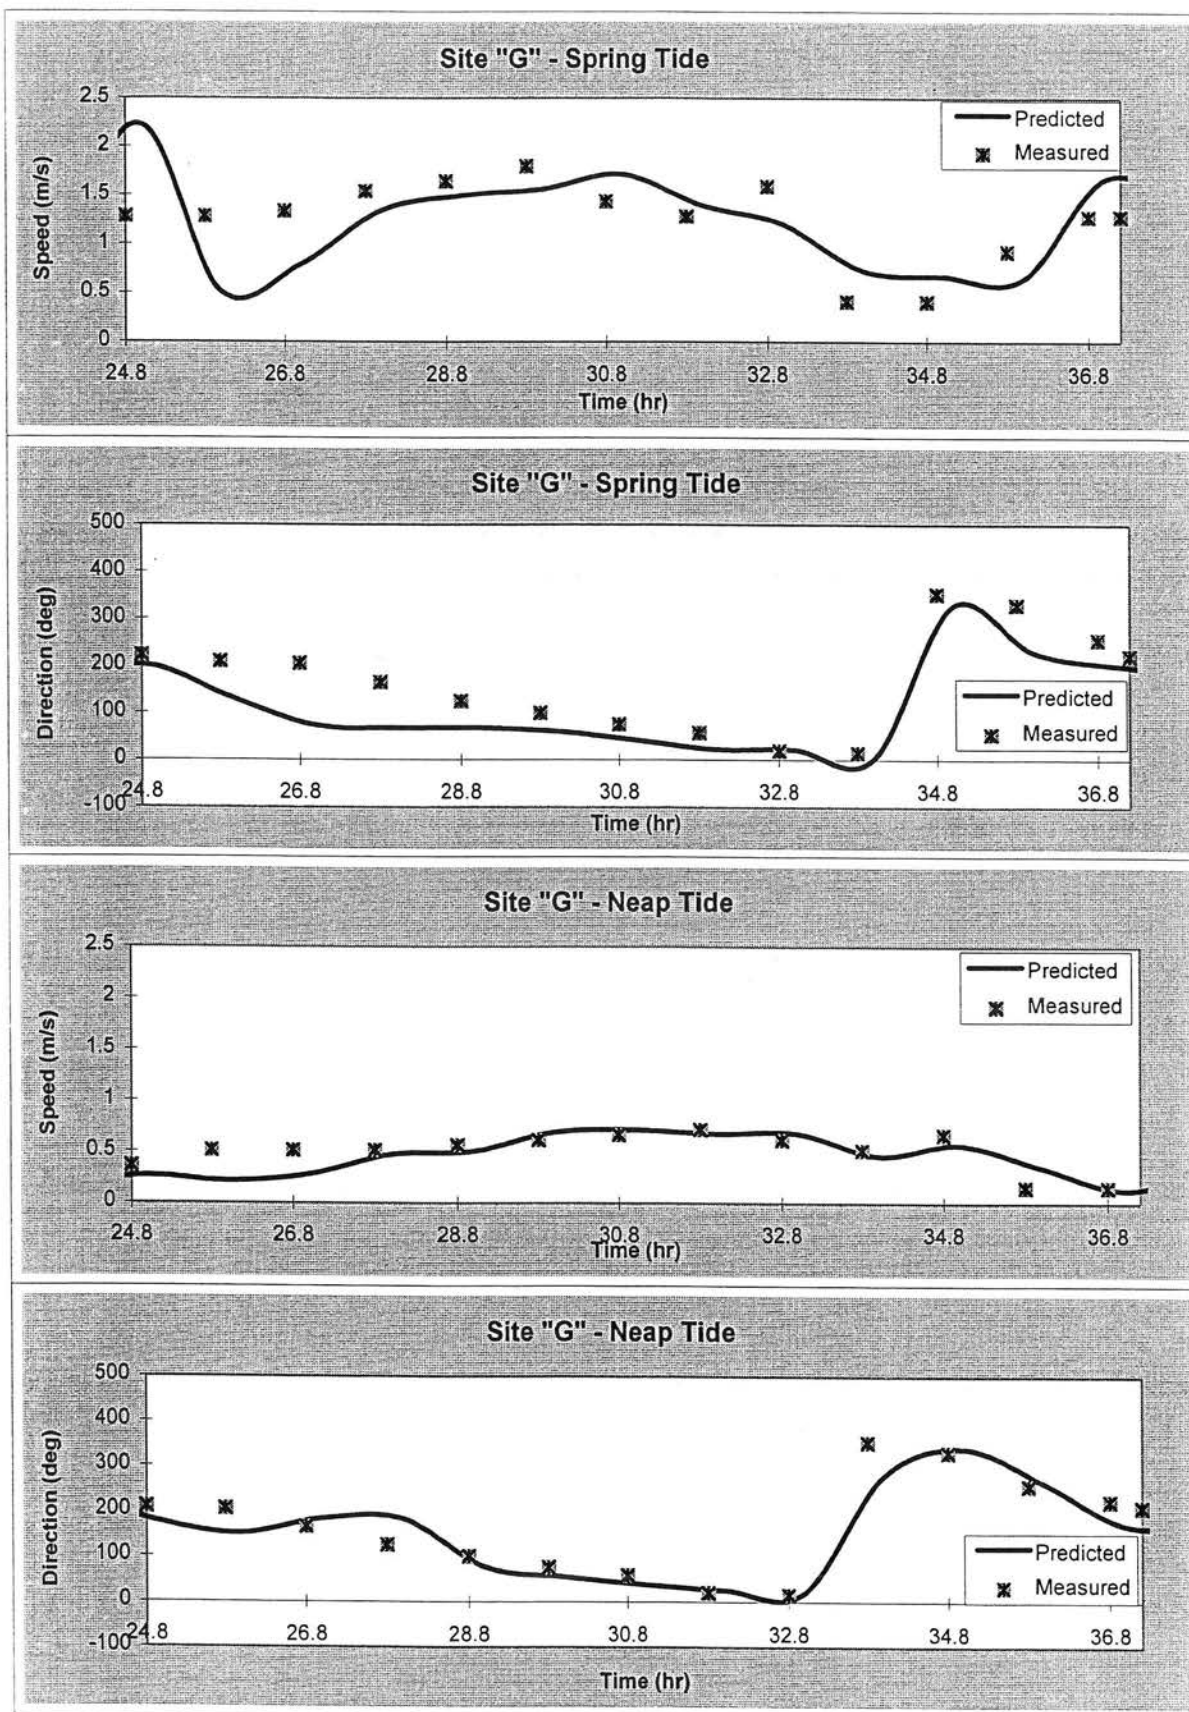 Site "G" - Spring Tide
2.5
2
1.5
1
0.5
0
Speed (m/s)
Predicted
Measured
24.8 26.8 28.8 30.8 32.8 34.8 36.8
Time (hr)
Site "G" - Spring Tide
500
400
300
200
100
0
-100
Direction (deg)
Predicted
Measured
24.8 26.8 28.8 30.8 32.8 34.8 36.8
Time (hr)
Site "G" - Neap Tide
2.5
2
1.5
1
0.5
0
Speed (m/s)
Predicted
Measured
24.8 26.8 28.8 30.8 32.8 34.8 36.8
Time (hr)
Site "G" - Neap Tide
500
400
300
200
100
0
-100
Direction (deg)
Predicted
Measured
24.8 26.8 28.8 30.8 32.8 34.8 36.8
Time (hr)